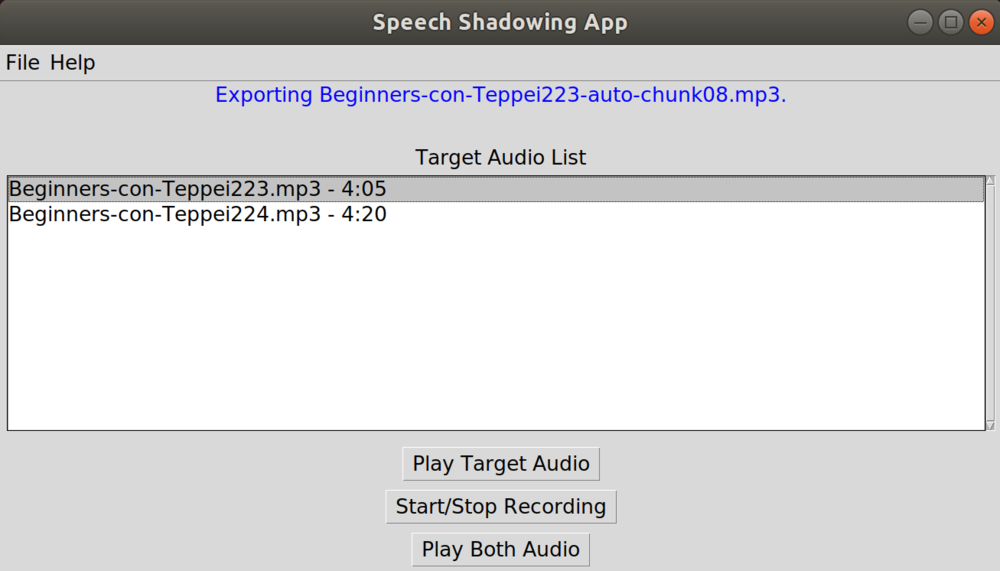 Speech Shadowing App
File Help
Exporting Beginners-con-Teppei223-auto-chunk08.mp3.
Target Audio List
Beginners-con-Teppei223.mp3 - 4:05
Beginners-con-Teppei224.mp3 - 4:20
Play Target Audio
Start/Stop Recording
Play Both Audio